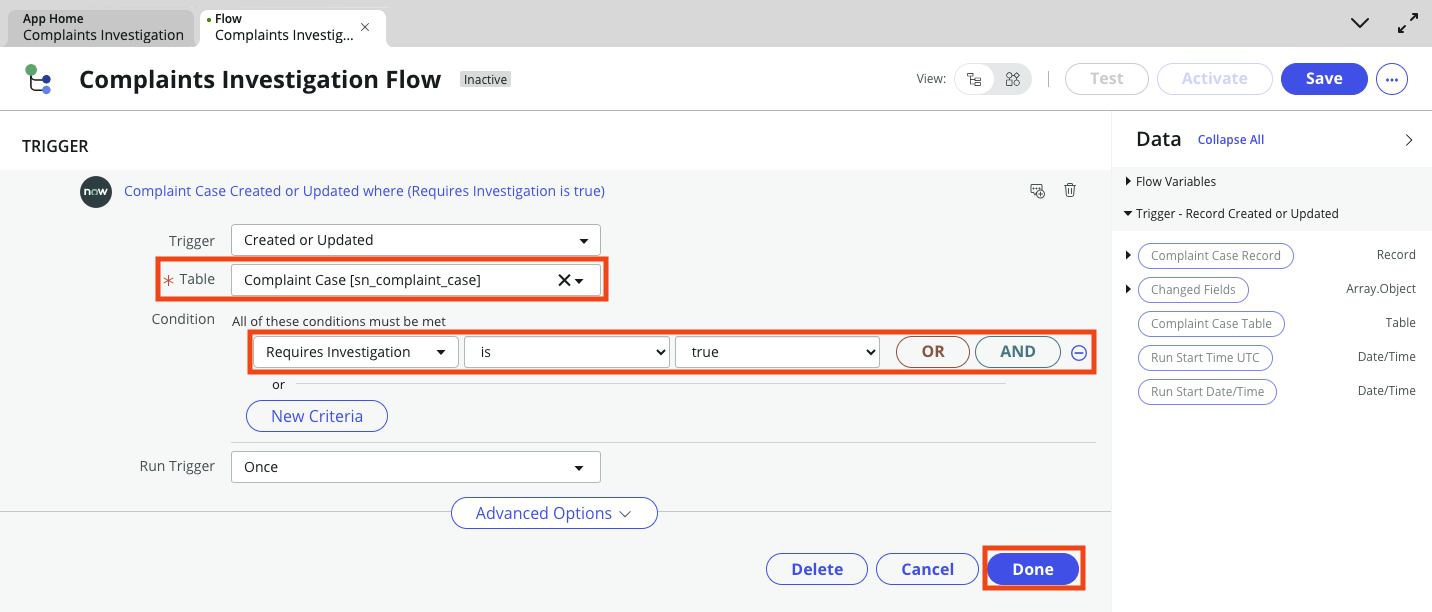 App Home
Complaints Investigation
Flow
Complaints Investig...
Complaints Investigation Flow
Inactive
View:
Test
Activate
Save
TRIGGER
now
Complaint Case Created or Updated where (Requires Investigation is true)
Trigger
Created or Updated
* Table
Complaint Case [sn_complaint_case]
Condition
All of these conditions must be met
Requires Investigation
is
true
OR
AND
or
New Criteria
Run Trigger
Once
Advanced Options
Delete
Cancel
Done
Data
Collapse All
Flow Variables
Trigger - Record Created or Updated
Complaint Case Record
Record
Changed Fields
Array.Object
Complaint Case Table
Table
Run Start Time UTC
Date/Time
Run Start Date/Time
Date/Time